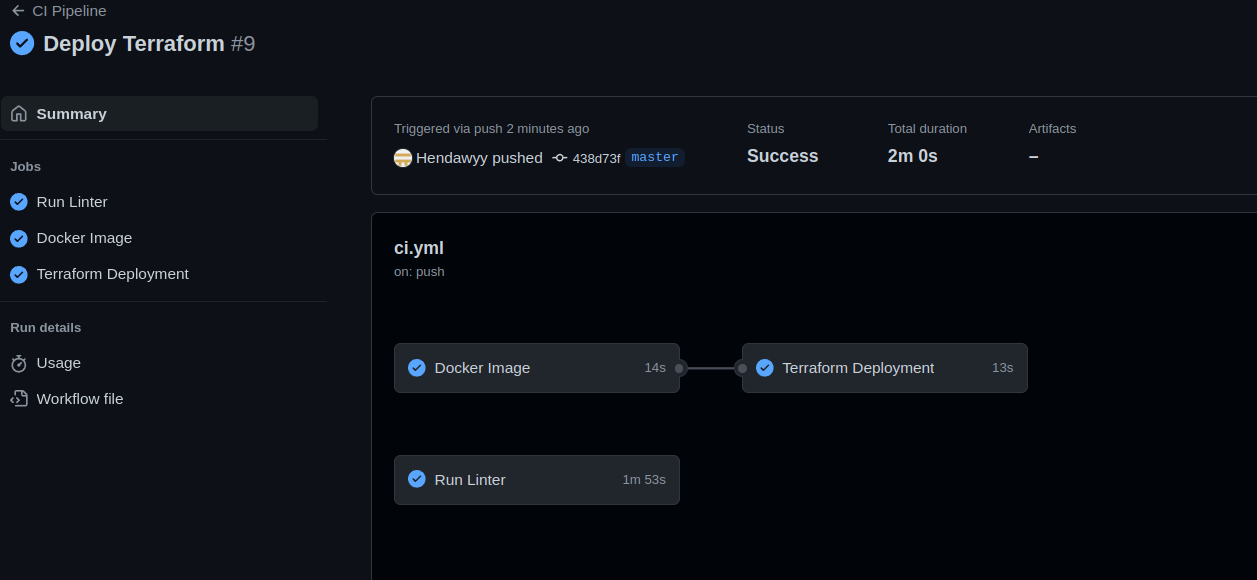 CI Pipeline
Deploy Terraform #9
Summary
Jobs
Run Linter
Docker Image
Terraform Deployment
Run details
Usage
Workflow file
Triggered via push 2 minutes ago
Hendawyy pushed 438d73f master
Status
Success
Total duration
2m 0s
Artifacts
–
ci.yml
on: push
Docker Image 14s
Terraform Deployment 13s
Run Linter 1m 53s